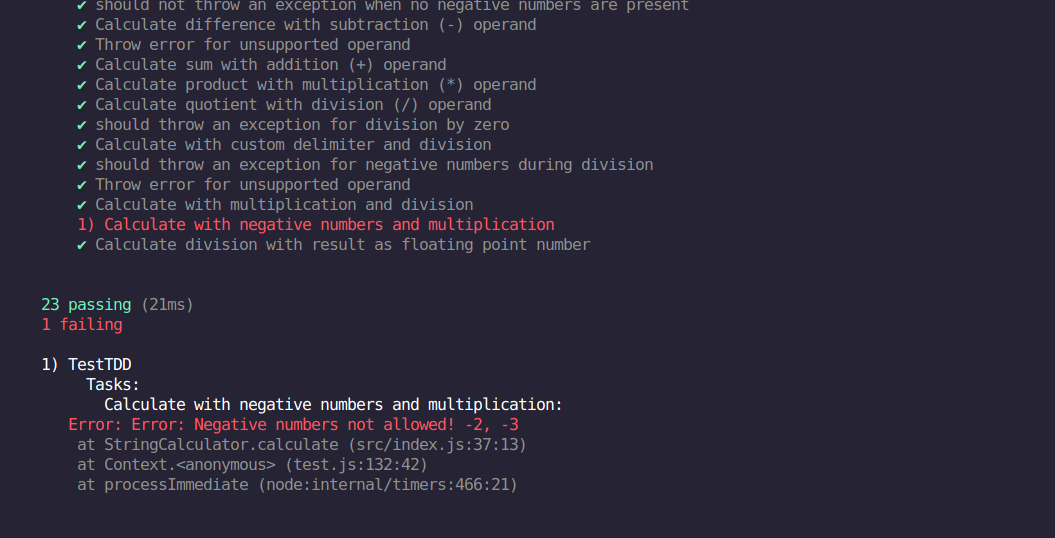 ✔ should not throw an exception when no negative numbers are present
✔ Calculate difference with subtraction (-) operand
✔ Throw error for unsupported operand
✔ Calculate sum with addition (+) operand
✔ Calculate product with multiplication (*) operand
✔ Calculate quotient with division (/) operand
✔ should throw an exception for division by zero
✔ Calculate with custom delimiter and division
✔ should throw an exception for negative numbers during division
✔ Throw error for unsupported operand
✔ Calculate with multiplication and division
1) Calculate with negative numbers and multiplication
✔ Calculate division with result as floating point number
23 passing (21ms)
1 failing
1) TestTDD
Tasks:
Calculate with negative numbers and multiplication:
Error: Error: Negative numbers not allowed! -2, -3
at StringCalculator.calculate (src/index.js:37:13)
at Context.<anonymous> (test.js:132:42)
at processImmediate (node:internal/timers:466:21)